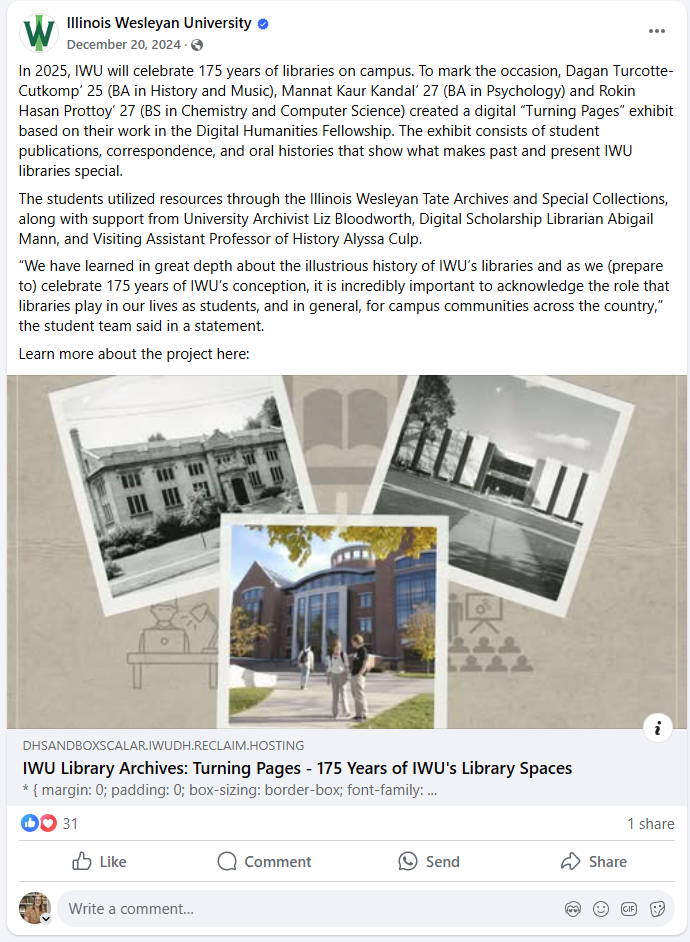 Illinois Wesleyan University
December 20, 2024 ·
In 2025, IWU will celebrate 175 years of libraries on campus. To mark the occasion, Dagan Turcotte-
Cutkomp’ 25 (BA in History and Music), Mannat Kaur Kandal’ 27 (BA in Psychology) and Rokin
Hasan Prottoy’ 27 (BS in Chemistry and Computer Science) created a digital “Turning Pages” exhibit
based on their work in the Digital Humanities Fellowship. The exhibit consists of student
publications, correspondence, and oral histories that show what makes past and present IWU
libraries special.
The students utilized resources through the Illinois Wesleyan Tate Archives and Special Collections,
along with support from University Archivist Liz Bloodworth, Digital Scholarship Librarian Abigail
Mann, and Visiting Assistant Professor of History Alyssa Culp.
“We have learned in great depth about the illustrious history of IWU’s libraries and as we (prepare
to) celebrate 175 years of IWU’s conception, it is incredibly important to acknowledge the role that
libraries play in our lives as students, and in general, for campus communities across the country,”
the student team said in a statement.
Learn more about the project here:
DHSANDBOXSCALAR.IWUDH.RECLAIM.HOSTING
IWU Library Archives: Turning Pages - 175 Years of IWU's Library Spaces
* { margin: 0; padding: 0; box-sizing: border-box; font-family: ...
31
1 share
Like
Comment
Send
Share
Write a comment...
GIF